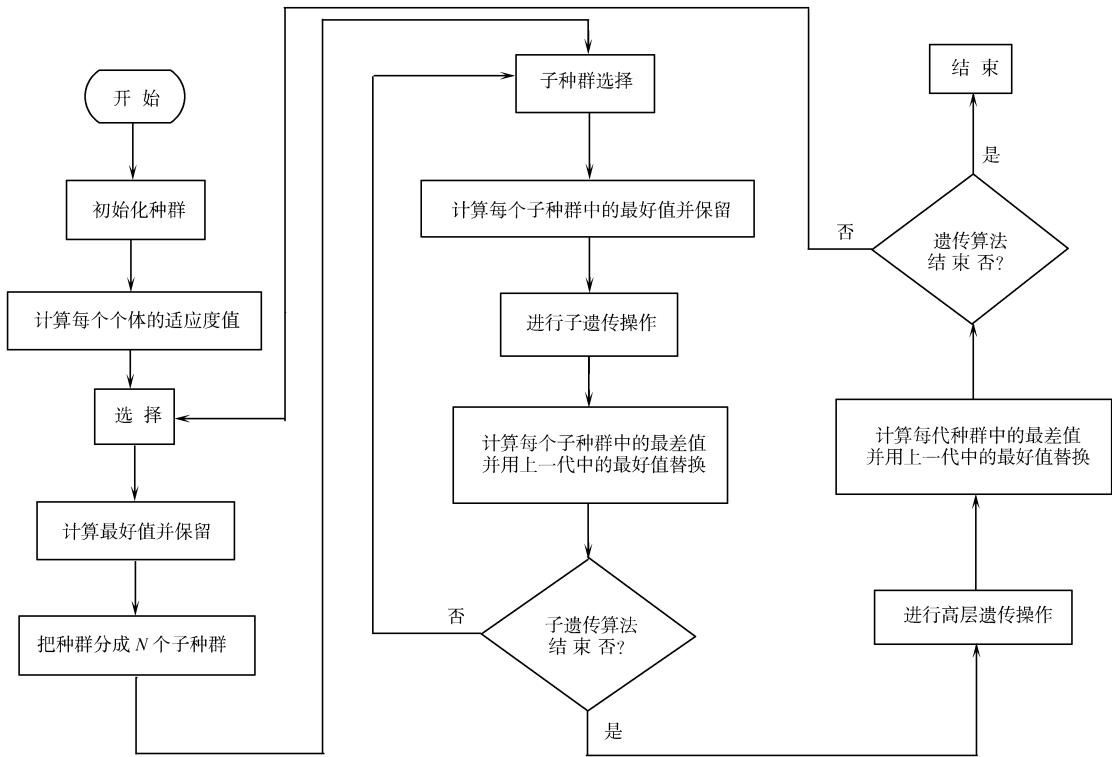 开 始
初始化种群
计算每个个体的适应度值
选 择
计算最好值并保留
把种群分成 N 个子种群
子种群选择
计算每个子种群中的最好值并保留
进行子遗传操作
计算每个子种群中的最差值
并用上一代中的最好值替换
否
子遗传算法
结 束 否?
是
进行高层遗传操作
计算每代种群中的最差值
并用上一代中的最好值替换
否
遗传算法
结 束 否?
是
结 束